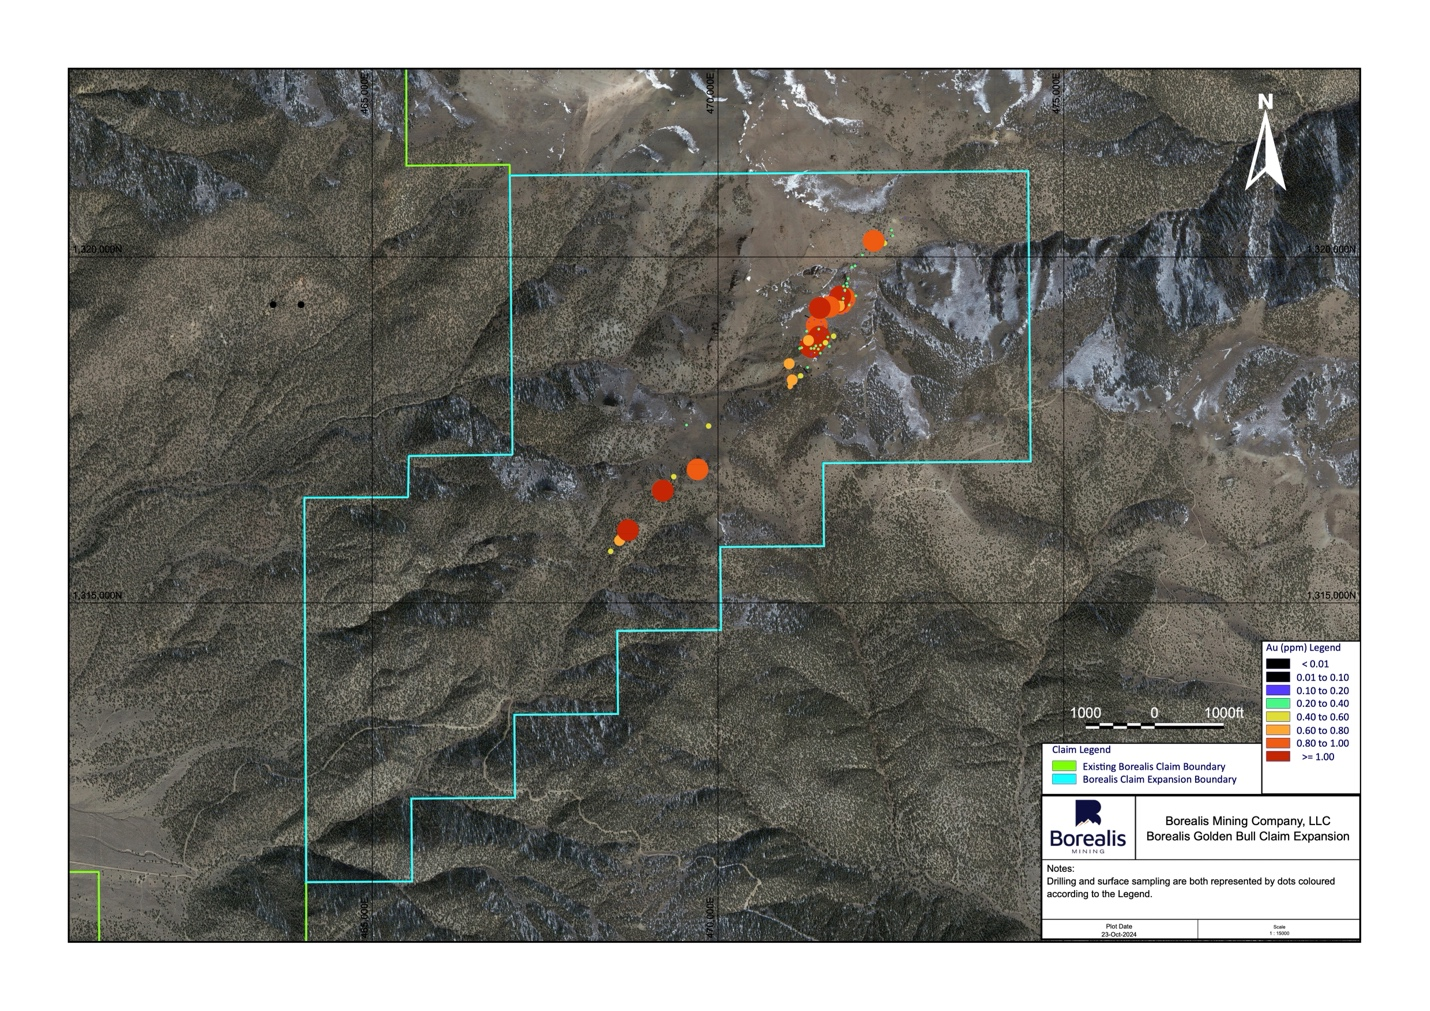 465,000E
470,000E
475,000E
N
1,320,000N
1,320,000N
1,315,000N
1,315,000N
Au (ppm) Legend
< 0.01
0.01 to 0.10
0.10 to 0.20
0.20 to 0.40
0.40 to 0.60
0.60 to 0.80
0.80 to 1.00
>= 1.00
1000 0 1000ft
Claim Legend
Existing Borealis Claim Boundary
Borealis Claim Expansion Boundary
Borealis
MINING
Borealis Mining Company, LLC
Borealis Golden Bull Claim Expansion
Notes:
Drilling and surface sampling are both represented by dots coloured
according to the Legend.
465,000E
470,000E
Plot Date
23-Oct-2024
Scale
1 : 15000